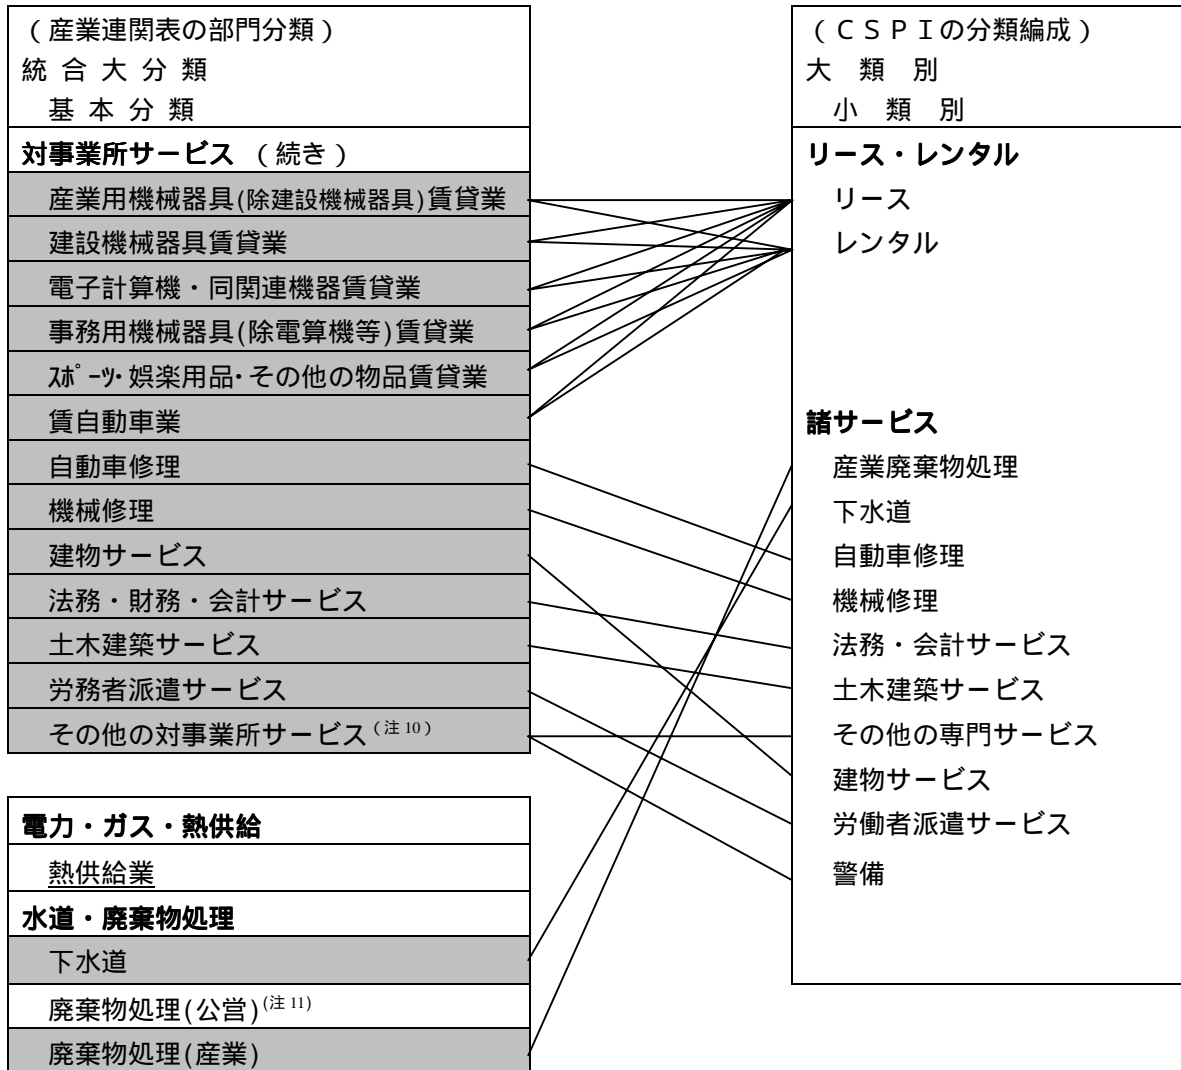 (産業連関表の部門分類)
統 合 大 分 類
基 本 分 類
対事業所サービス (続き)
産業用機械器具(除建設機械器具)賃貸業
建設機械器具賃貸業
電子計算機・同関連機器賃貸業
事務用機械器具(除電算機等)賃貸業
スポーツ・娯楽用品・その他の物品賃貸業
賃自動車業
自動車修理
機械修理
建物サービス
法務・財務・会計サービス
土木建築サービス
労務者派遣サービス
その他の対事業所サービス(注10)
電力・ガス・熱供給
熱供給業
水道・廃棄物処理
下水道
廃棄物処理(公営)(注11)
廃棄物処理(産業)
(CSPIの分類編成)
大 類 別
小 類 別
リース・レンタル
リース
レンタル
諸サービス
産業廃棄物処理
下水道
自動車修理
機械修理
法務・会計サービス
土木建築サービス
その他の専門サービス
建物サービス
労働者派遣サービス
警備